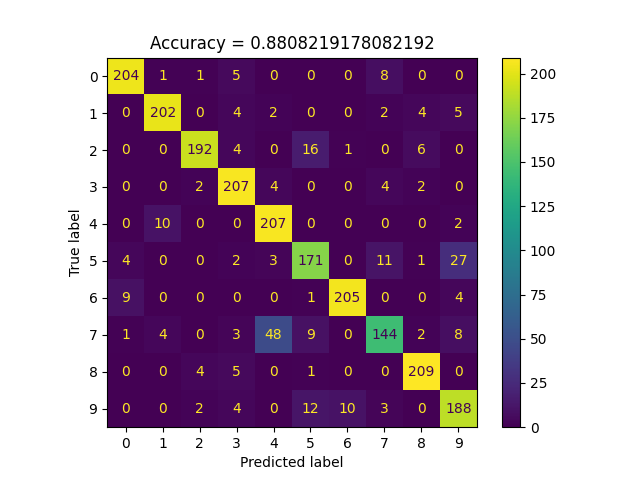 Accuracy = 0.8808219178082192
0 204 1 1 5 0 0 0 8 0 0
1 0 202 0 4 2 0 0 2 4 5
2 0 0 192 4 0 16 1 0 6 0
3 0 0 2 207 4 0 0 4 2 0
4 0 10 0 0 207 0 0 0 0 2
5 4 0 0 2 3 171 0 11 1 27
6 9 0 0 0 0 1 205 0 0 4
7 1 4 0 3 48 9 0 144 2 8
8 0 0 4 5 0 1 0 0 209 0
9 0 0 2 4 0 12 10 3 0 188
0 1 2 3 4 5 6 7 8 9
Predicted label
True label
200
175
150
125
100
75
50
25
0